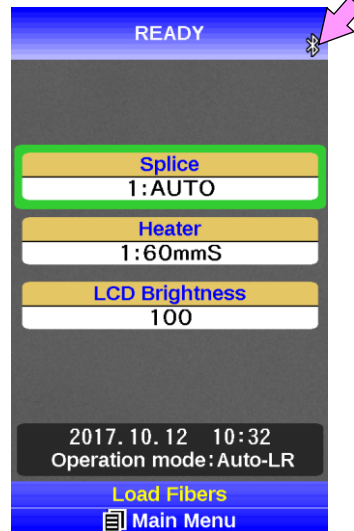 READY
Splice
1:AUTO
Heater
1:60mmS
LCD Brightness
100
2017.10.12 10:32
Operation mode:Auto-LR
Load Fibers
Main Menu